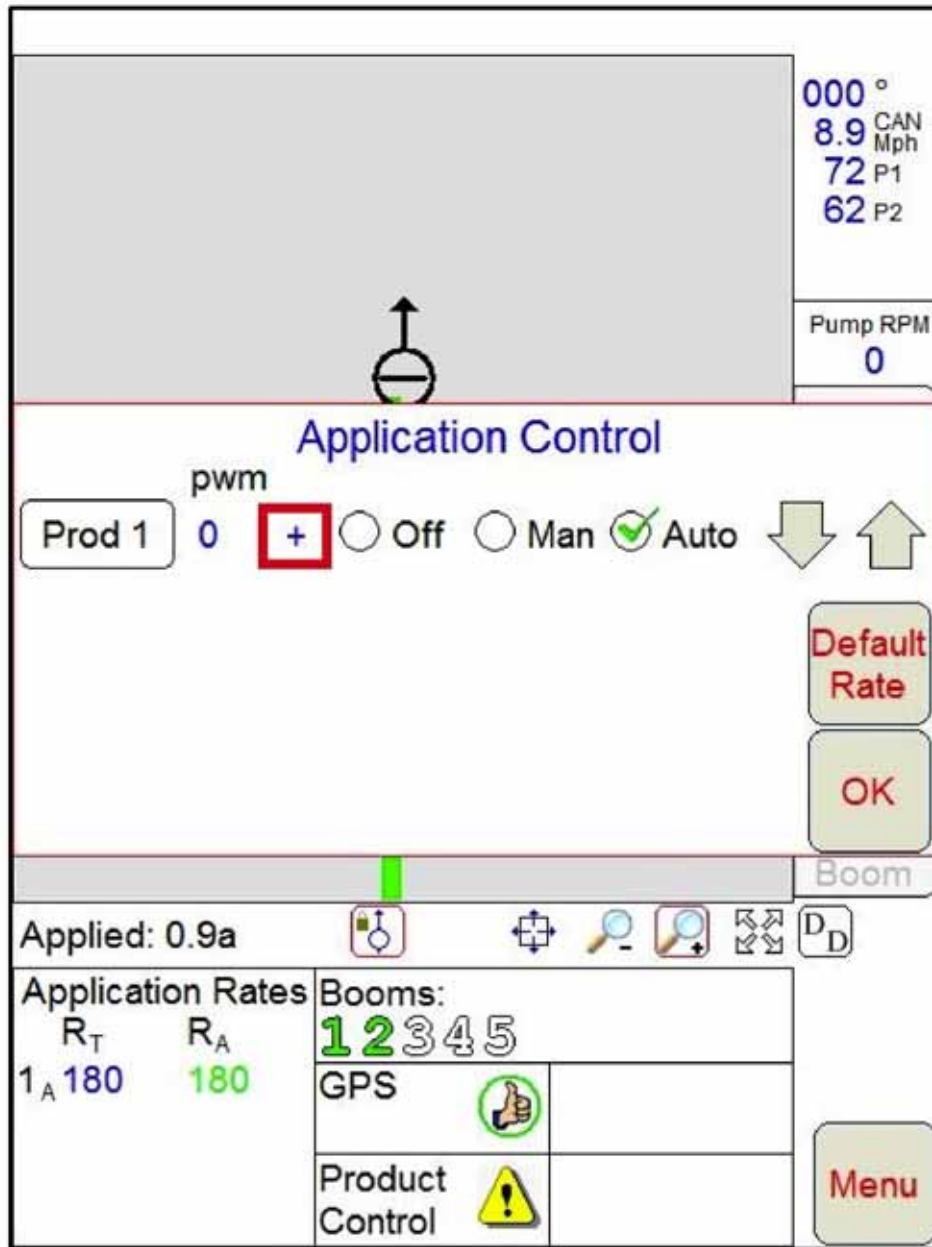 000 °
8.9 CAN Mph
72 P1
62 P2
Pump RPM
0
Application Control
pwm
Prod 1 0 + Off Man Auto
Default
Rate
OK
Boom
Applied: 0.9a
DD
Application Rates
RT RA
1A 180 180
Booms:
12345
GPS
Product
Control
Menu